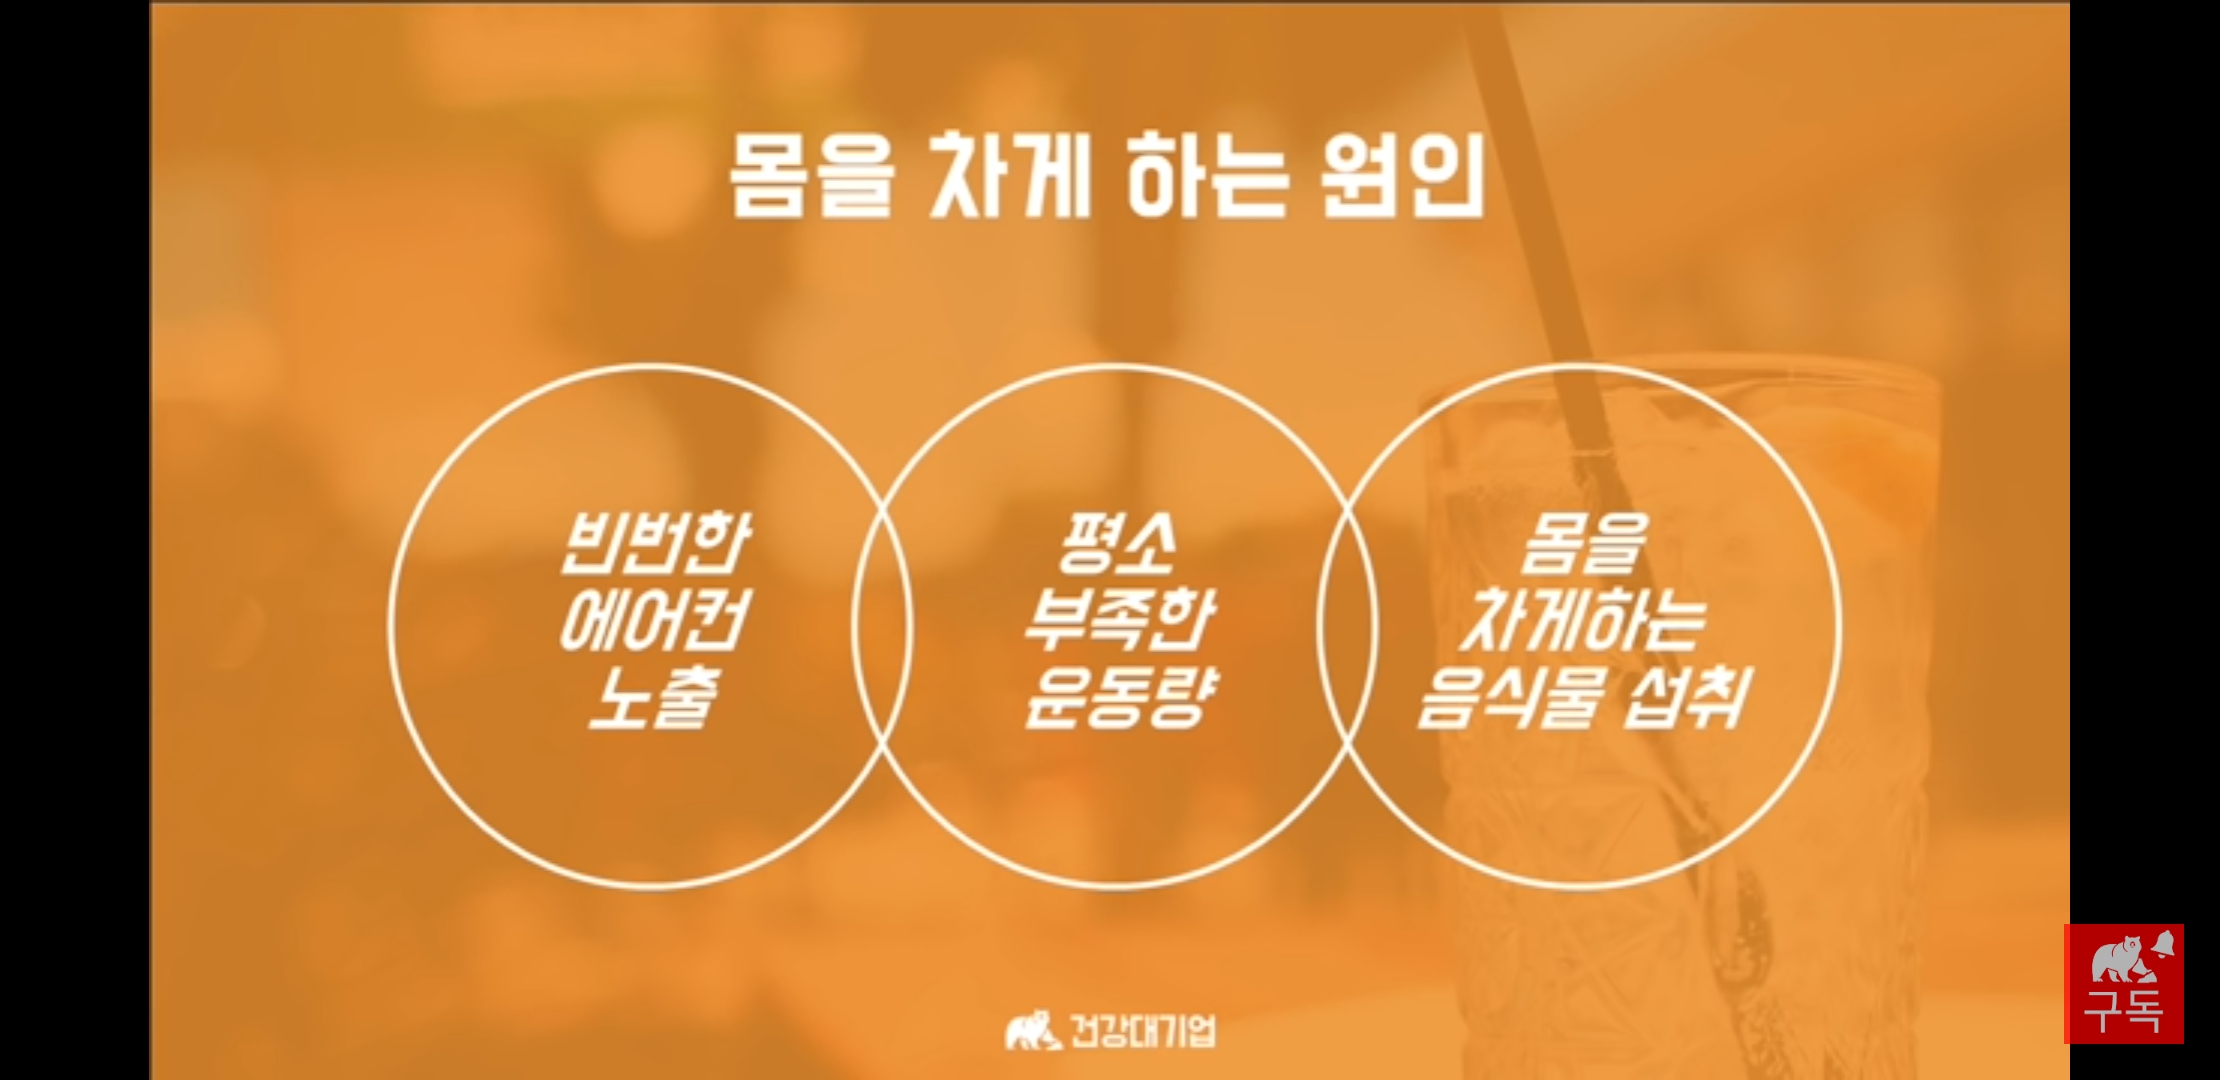 몸을 차게 하는 원인
빈번한
에어컨
노출
평소
부족한
운동량
몸을
차게하는
음식물 섭취
건강대기업
구독